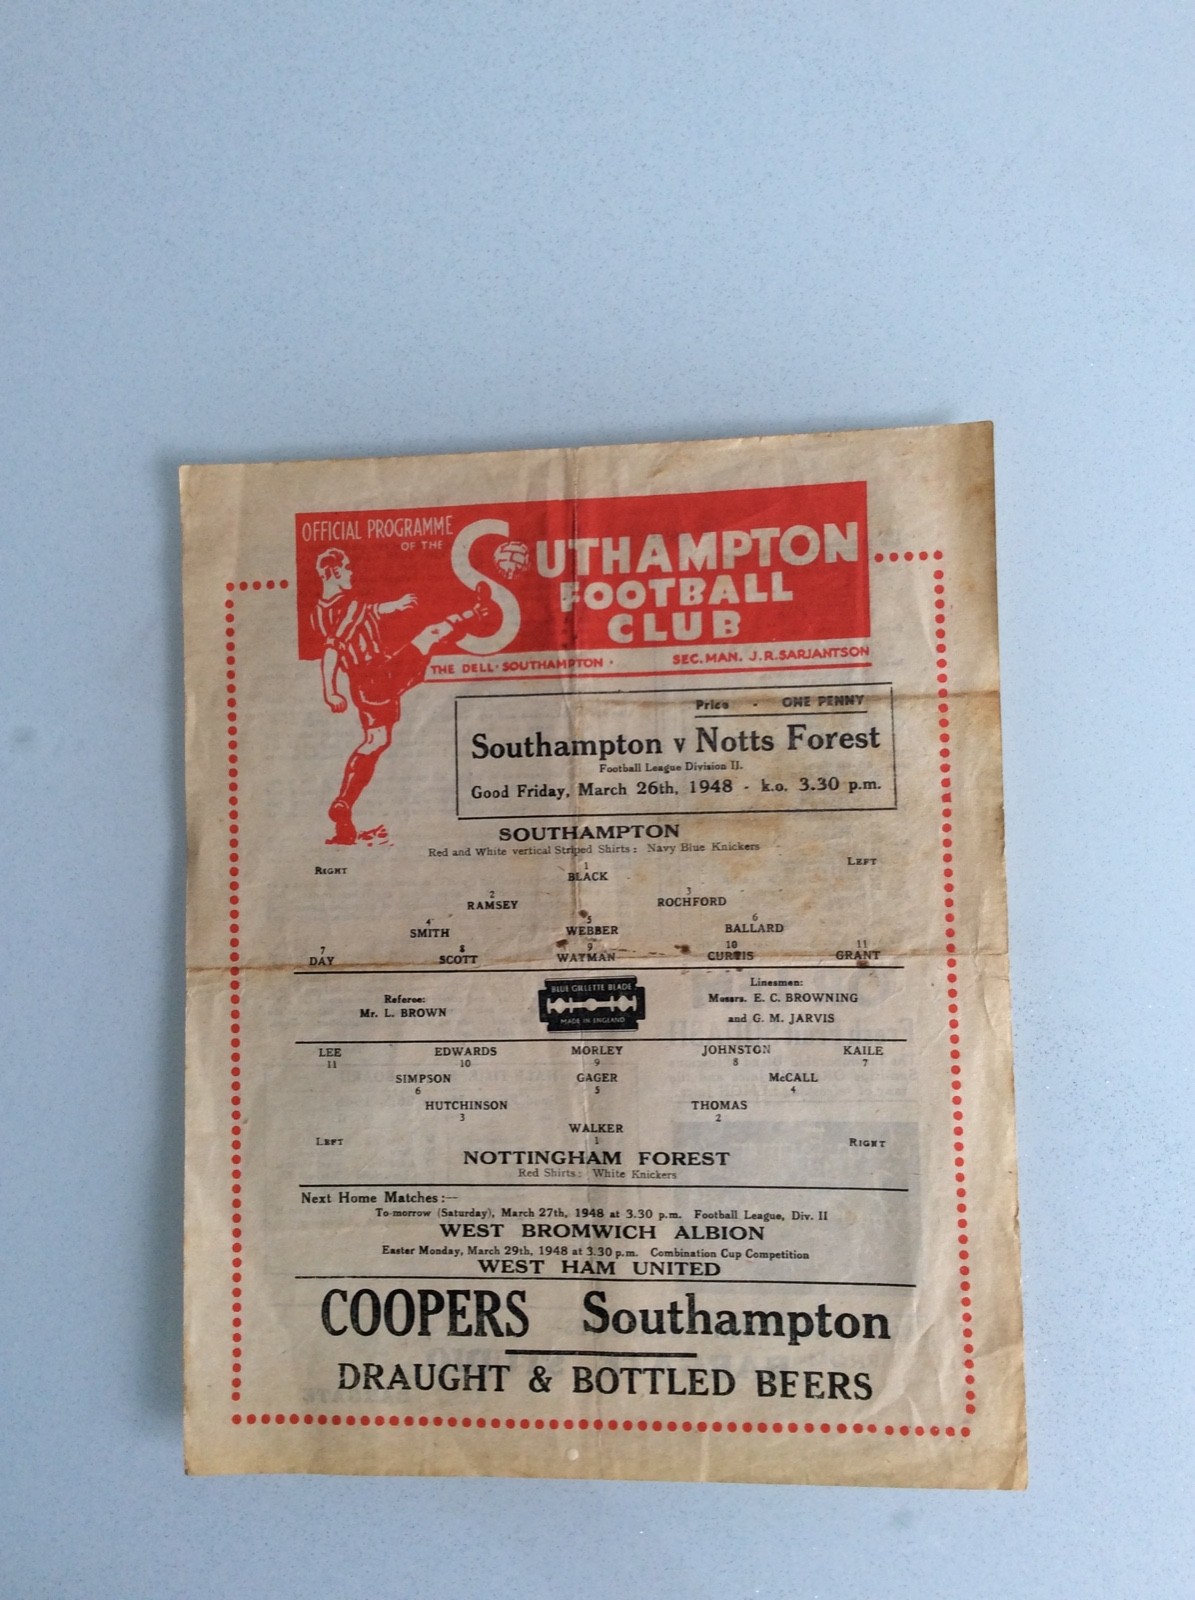 OFFICIAL PROGRAMME
OF THE
SOUTHAMPTON
FOOTBALL
CLUB
THE DELL · SOUTHAMPTON · SEC. MAN. J. R. SARJANTSON
Price - ONE PENNY
Southampton v Notts Forest
Football League Division II.
Good Friday, March 26th, 1948 - k.o. 3.30 p.m.
SOUTHAMPTON
Red and White vertical Striped Shirts: Navy Blue Knickers
RIGHT LEFT
1
BLACK
2 3
RAMSEY ROCHFORD
4 5 6
SMITH WEBBER BALLARD
7 8 9 10 11
DAY SCOTT WAYMAN CURTIS GRANT
Referee:
Mr. L. BROWN
BLUE GILLETTE BLADE
MADE IN ENGLAND
Linesmen:
Messrs. E. C. BROWNING
and G. M. JARVIS
LEE EDWARDS MORLEY JOHNSTON KAILE
11 10 9 8 7
SIMPSON GAGER McCALL
6 5 4
HUTCHINSON THOMAS
3 2
WALKER
1
LEFT RIGHT
NOTTINGHAM FOREST
Red Shirts: White Knickers
Next Home Matches:—
To-morrow (Saturday), March 27th, 1948 at 3.30 p.m. Football League, Div. II
WEST BROMWICH ALBION
Easter Monday, March 29th, 1948 at 3.30 p.m. Combination Cup Competition
WEST HAM UNITED
COOPERS Southampton
DRAUGHT & BOTTLED BEERS